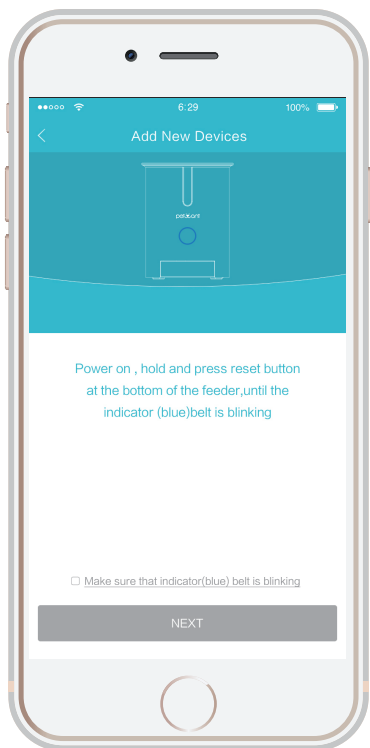 6:29
100%
Add New Devices
Power on , hold and press reset button
at the bottom of the feeder,until the
indicator (blue)belt is blinking
Make sure that indicator(blue) belt is blinking
NEXT